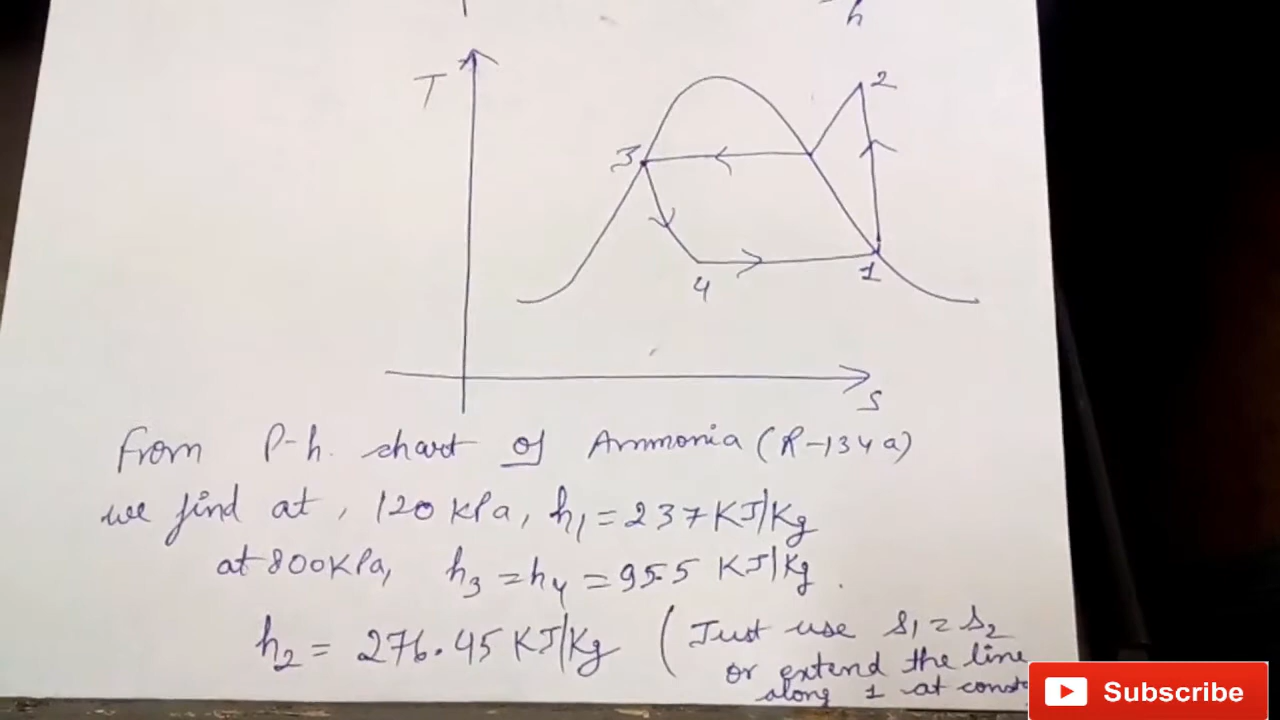 h
T
2
3
1
4
s
From P-h. chart of Ammonia (R-134a)
we find at, 120 kPa, h₁ = 237 KJ/Kg
at 800KPa, h₃ = h₄ = 95.5 KJ/Kg.
h₂ = 276.45 KJ/Kg (Just use s₁ = s₂
or extend the line
along 1 at const
Subscribe